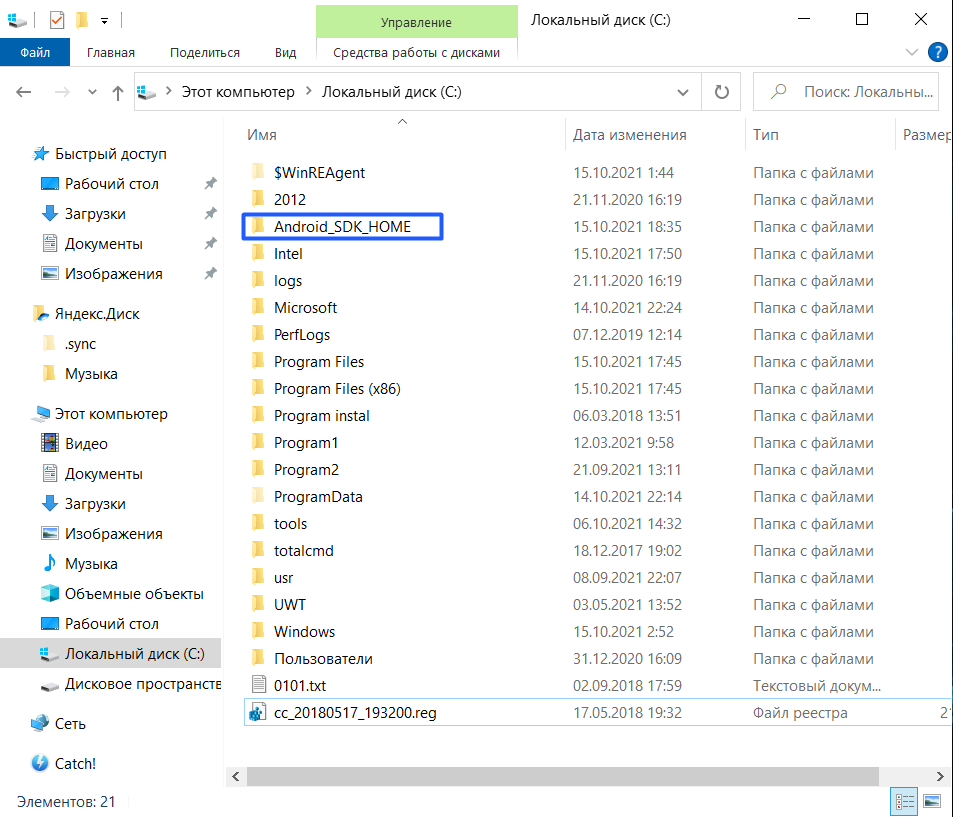 Управление
Локальный диск (C:)
Файл
Главная
Поделиться
Вид
Средства работы с дисками
?
Этот компьютер
Локальный диск (C:)
Поиск: Локальны...
Имя
Дата изменения
Тип
Размер
Быстрый доступ
Рабочий стол
Загрузки
Документы
Изображения
Яндекс.Диск
.sync
Музыка
Этот компьютер
Видео
Документы
Загрузки
Изображения
Музыка
Объемные объекты
Рабочий стол
Локальный диск (C:)
Дисковое пространств
Сеть
Catch!
$WinREAgent 15.10.2021 1:44 Папка с файлами
2012 21.11.2020 16:19 Папка с файлами
Android_SDK_HOME 15.10.2021 18:35 Папка с файлами
Intel 15.10.2021 17:50 Папка с файлами
logs 21.11.2020 16:19 Папка с файлами
Microsoft 14.10.2021 22:24 Папка с файлами
PerfLogs 07.12.2019 12:14 Папка с файлами
Program Files 15.10.2021 17:45 Папка с файлами
Program Files (x86) 15.10.2021 17:45 Папка с файлами
Program instal 06.03.2018 13:51 Папка с файлами
Program1 12.03.2021 9:58 Папка с файлами
Program2 21.09.2021 13:11 Папка с файлами
ProgramData 14.10.2021 22:14 Папка с файлами
tools 06.10.2021 14:32 Папка с файлами
totalcmd 18.12.2017 19:02 Папка с файлами
usr 08.09.2021 22:07 Папка с файлами
UWT 03.05.2021 13:52 Папка с файлами
Windows 15.10.2021 2:52 Папка с файлами
Пользователи 31.12.2020 16:09 Папка с файлами
0101.txt 02.09.2018 17:59 Текстовый докум...
cc_20180517_193200.reg 17.05.2018 19:32 Файл реестра
Элементов: 21